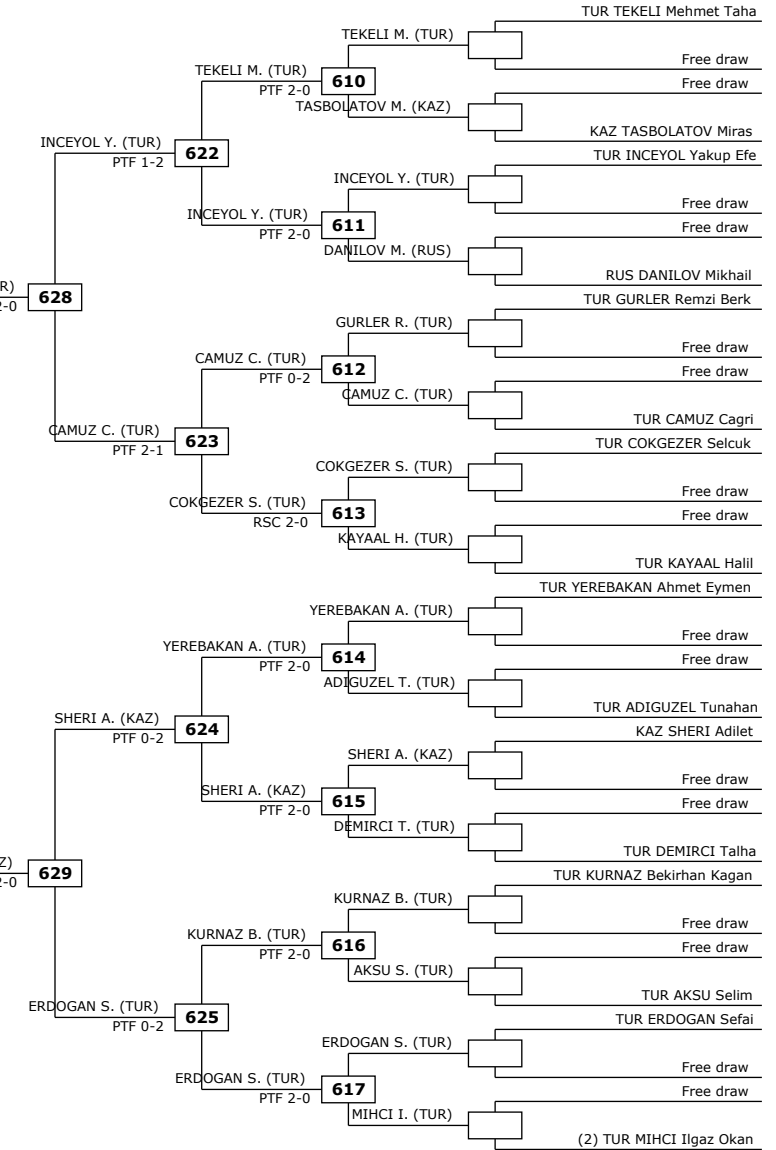 TUR TEKELI Mehmet Taha
TEKELI M. (TUR)
Free draw
TEKELI M. (TUR)
610
Free draw
PTF 2-0
TASBOLATOV M. (KAZ)
KAZ TASBOLATOV Miras
INCEYOL Y. (TUR)
622
TUR INCEYOL Yakup Efe
PTF 1-2
INCEYOL Y. (TUR)
Free draw
INCEYOL Y. (TUR)
611
Free draw
PTF 2-0
DANILOV M. (RUS)
RUS DANILOV Mikhail
R)
628
TUR GURLER Remzi Berk
2-0
GURLER R. (TUR)
Free draw
CAMUZ C. (TUR)
612
Free draw
PTF 0-2
CAMUZ C. (TUR)
TUR CAMUZ Cagri
CAMUZ C. (TUR)
623
TUR COKGEZER Selcuk
PTF 2-1
COKGEZER S. (TUR)
Free draw
COKGEZER S. (TUR)
613
Free draw
RSC 2-0
KAYAAL H. (TUR)
TUR KAYAAL Halil
TUR YEREBAKAN Ahmet Eymen
YEREBAKAN A. (TUR)
Free draw
YEREBAKAN A. (TUR)
614
Free draw
PTF 2-0
ADIGUZEL T. (TUR)
TUR ADIGUZEL Tunahan
SHERI A. (KAZ)
624
KAZ SHERI Adilet
PTF 0-2
SHERI A. (KAZ)
Free draw
SHERI A. (KAZ)
615
Free draw
PTF 2-0
DEMIRCI T. (TUR)
TUR DEMIRCI Talha
Z)
629
TUR KURNAZ Bekirhan Kagan
2-0
KURNAZ B. (TUR)
Free draw
KURNAZ B. (TUR)
616
Free draw
PTF 2-0
AKSU S. (TUR)
TUR AKSU Selim
ERDOGAN S. (TUR)
625
TUR ERDOGAN Sefai
PTF 0-2
ERDOGAN S. (TUR)
Free draw
ERDOGAN S. (TUR)
617
Free draw
PTF 2-0
MIHCI I. (TUR)
(2) TUR MIHCI Ilgaz Okan